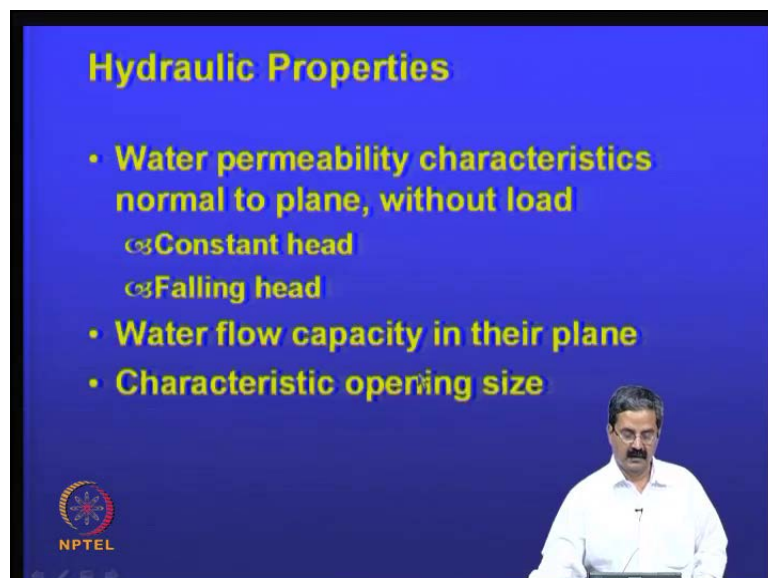 Hydraulic Properties
• Water permeability characteristics
normal to plane, without load
Constant head
Falling head
• Water flow capacity in their plane
• Characteristic opening size
NPTEL